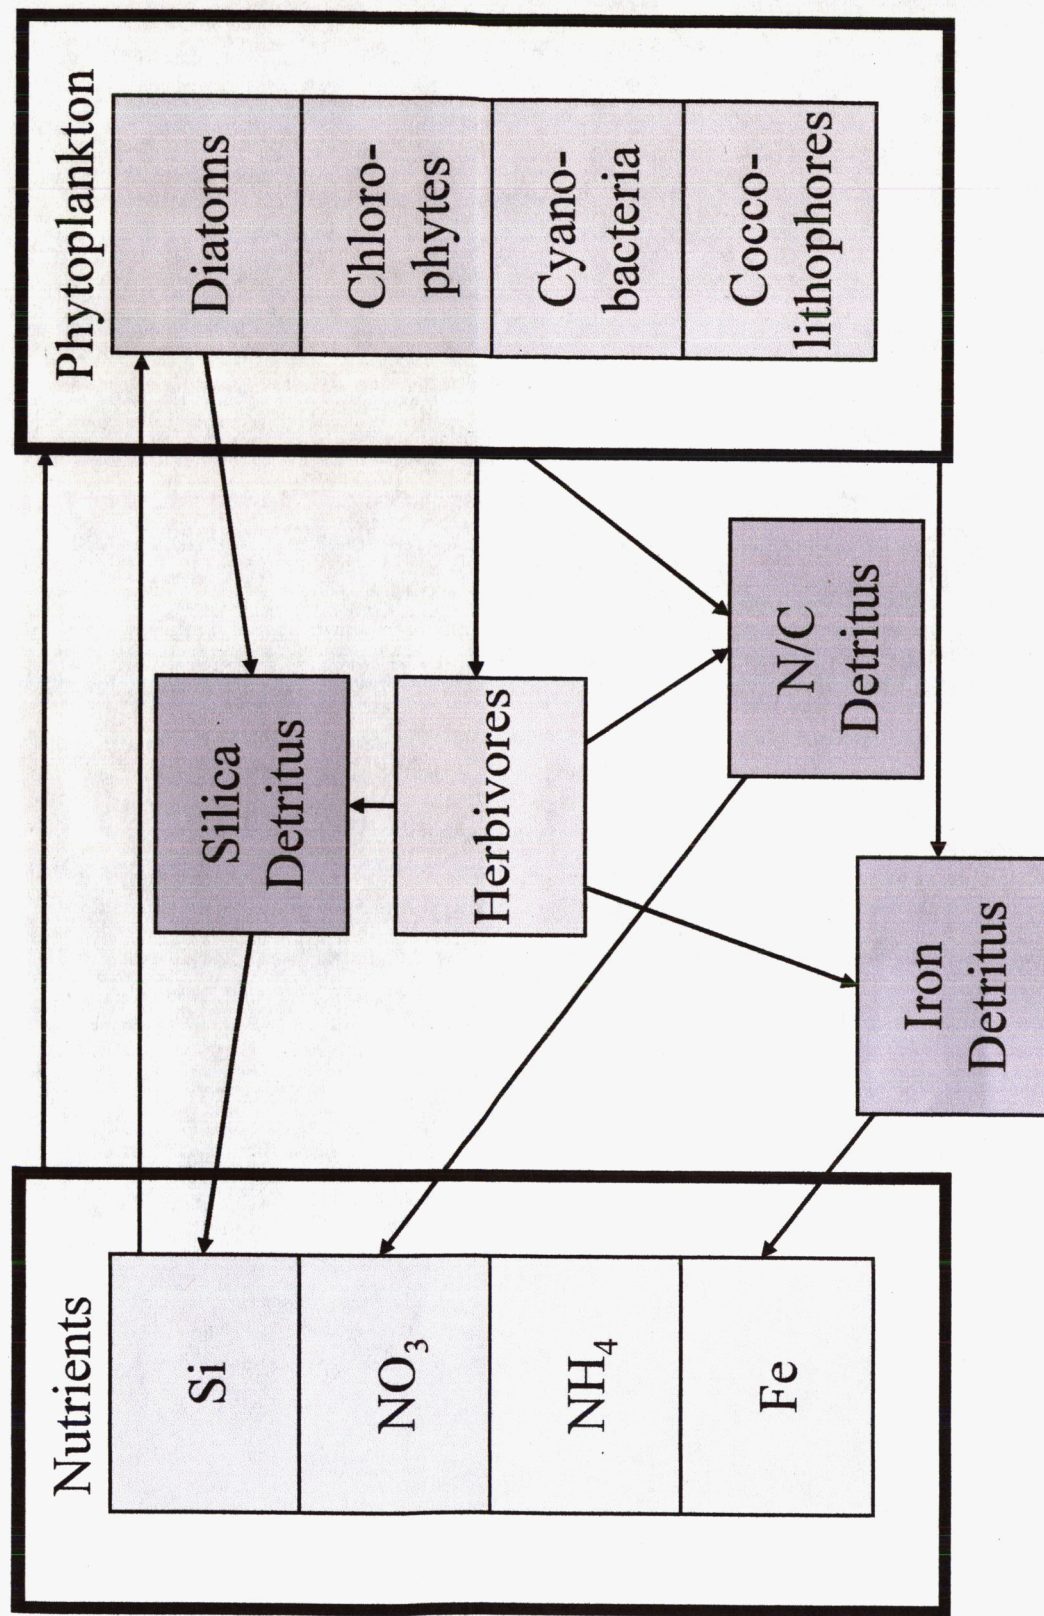 Nutrients
Si
NO₃
NH₄
Fe
Silica
Detritus
Herbivores
N/C
Detritus
Iron
Detritus
Phytoplankton
Diatoms
Chloro-
phytes
Cyano-
bacteria
Cocco-
lithophores